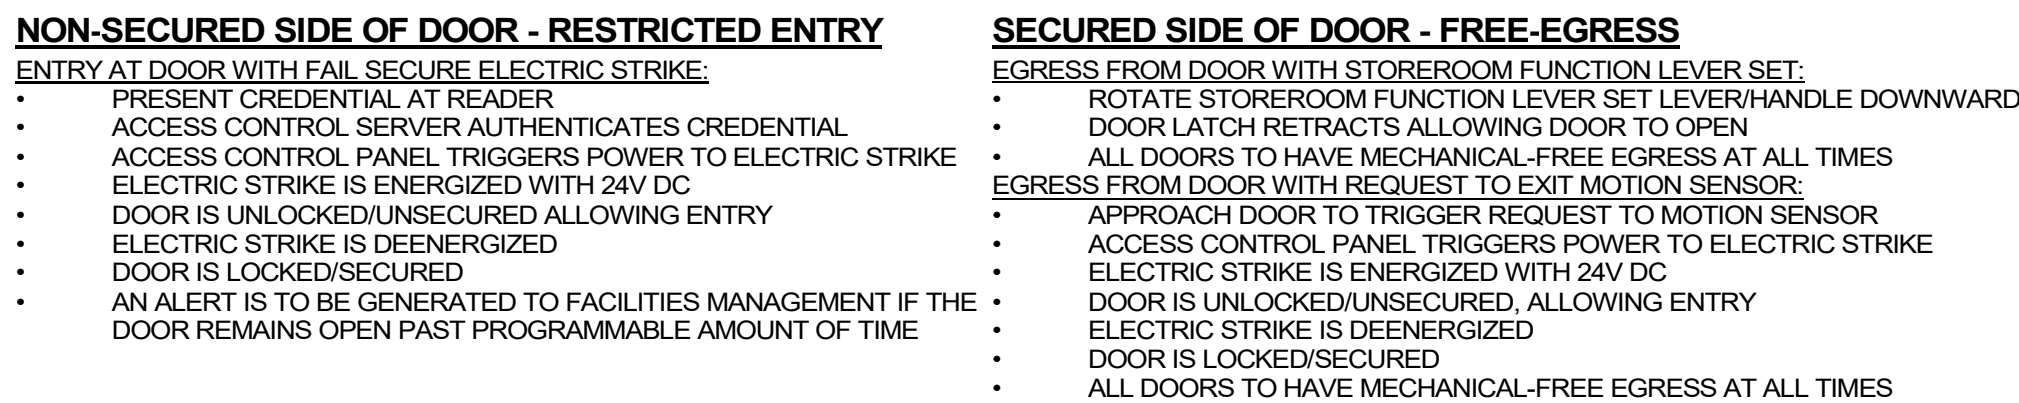 NON-SECURED SIDE OF DOOR - RESTRICTED ENTRY
ENTRY AT DOOR WITH FAIL SECURE ELECTRIC STRIKE:
• PRESENT CREDENTIAL AT READER
• ACCESS CONTROL SERVER AUTHENTICATES CREDENTIAL
• ACCESS CONTROL PANEL TRIGGERS POWER TO ELECTRIC STRIKE
• ELECTRIC STRIKE IS ENERGIZED WITH 24V DC
• DOOR IS UNLOCKED/UNSECURED ALLOWING ENTRY
• ELECTRIC STRIKE IS DEENERGIZED
• DOOR IS LOCKED/SECURED
• AN ALERT IS TO BE GENERATED TO FACILITIES MANAGEMENT IF THE
DOOR REMAINS OPEN PAST PROGRAMMABLE AMOUNT OF TIME
SECURED SIDE OF DOOR - FREE-EGRESS
EGRESS FROM DOOR WITH STOREROOM FUNCTION LEVER SET:
• ROTATE STOREROOM FUNCTION LEVER SET LEVER/HANDLE DOWNWARD
• DOOR LATCH RETRACTS ALLOWING DOOR TO OPEN
• ALL DOORS TO HAVE MECHANICAL-FREE EGRESS AT ALL TIMES
EGRESS FROM DOOR WITH REQUEST TO EXIT MOTION SENSOR:
• APPROACH DOOR TO TRIGGER REQUEST TO MOTION SENSOR
• ACCESS CONTROL PANEL TRIGGERS POWER TO ELECTRIC STRIKE
• ELECTRIC STRIKE IS ENERGIZED WITH 24V DC
• DOOR IS UNLOCKED/UNSECURED, ALLOWING ENTRY
• ELECTRIC STRIKE IS DEENERGIZED
• DOOR IS LOCKED/SECURED
• ALL DOORS TO HAVE MECHANICAL-FREE EGRESS AT ALL TIMES